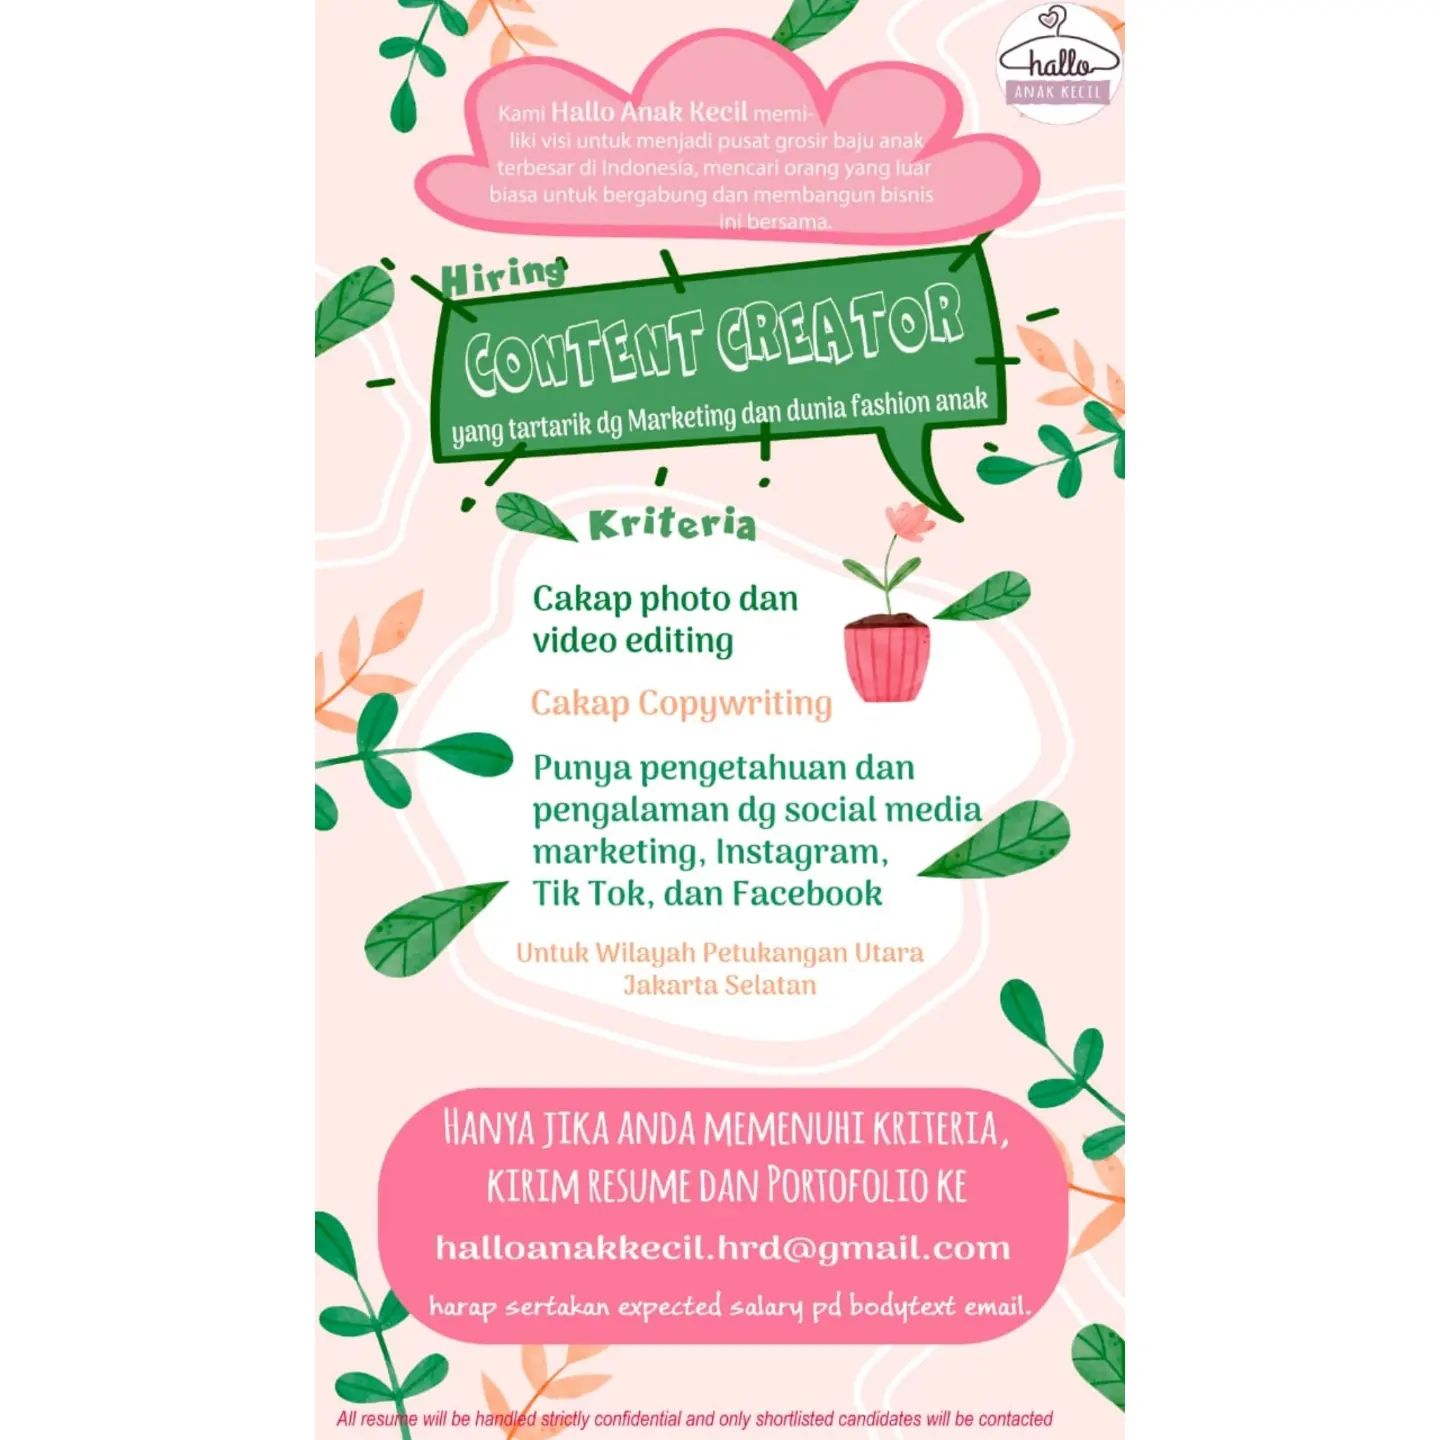 hallo
ANAK KECIL
Kami Hallo Anak Kecil memi-
liki visi untuk menjadi pusat grosir baju anak
terbesar di Indonesia, mencari orang yang luar
biasa untuk bergabung dan membangun bisnis
ini bersama.
Hiring
CONTENT CREATOR
yang tartarik dg Marketing dan dunia fashion anak
Kriteria
Cakap photo dan
video editing
Cakap Copywriting
Punya pengetahuan dan
pengalaman dg social media
marketing, Instagram,
Tik Tok, dan Facebook
Untuk Wilayah Petukangan Utara
Jakarta Selatan
HANYA JIKA ANDA MEMENUHI KRITERIA,
KIRIM RESUME DAN PORTOFOLIO KE
halloanakkecil.hrd@gmail.com
harap sertakan expected salary pd bodytext email.
All resume will be handled strictly confidential and only shortlisted candidates will be contacted